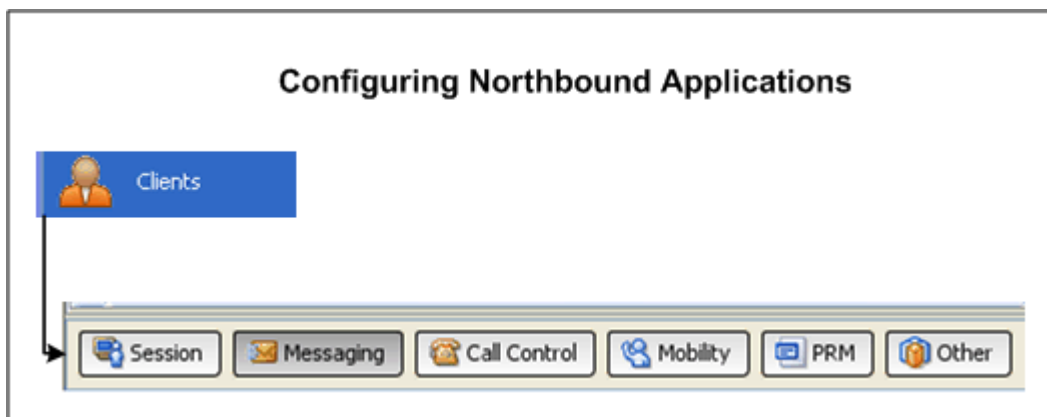 Configuring Northbound Applications
Clients
Session Messaging Call Control Mobility PRM Other